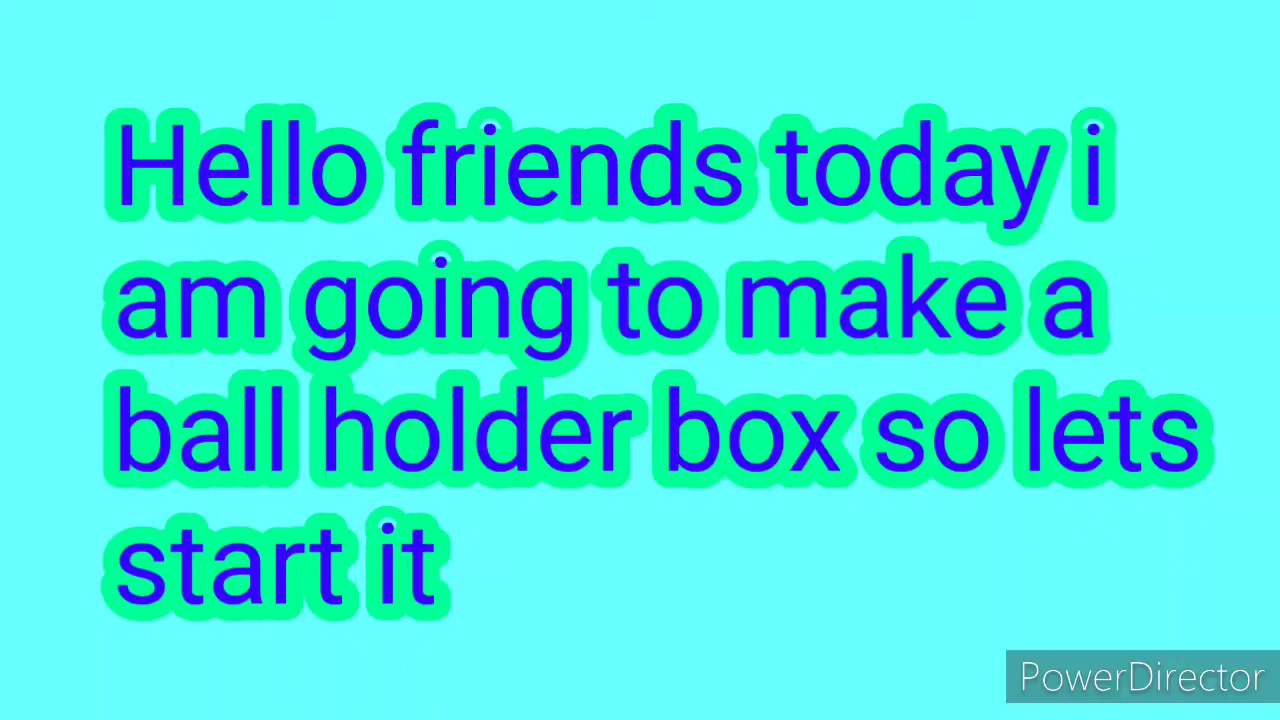 Hello friends today i
am going to make a
ball holder box so lets
start it
PowerDirector